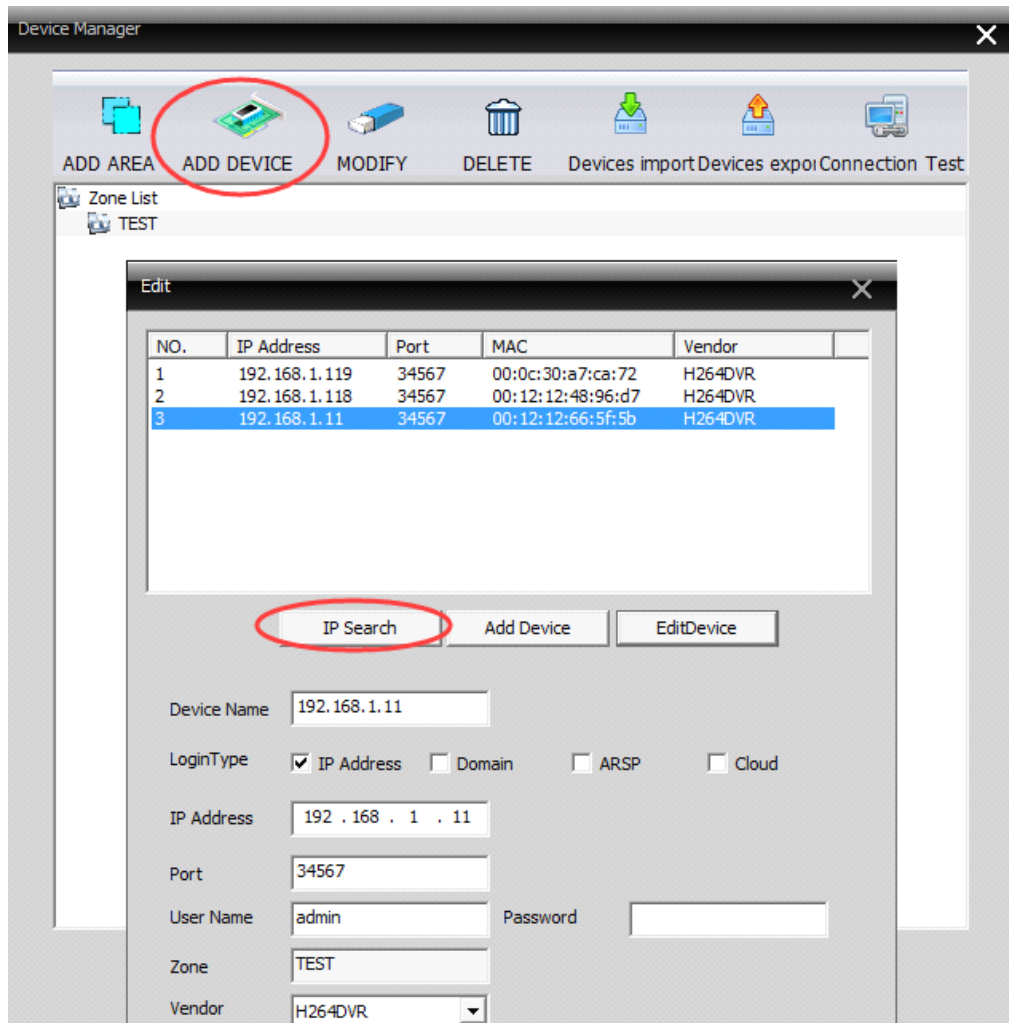 Device Manager
ADD AREA ADD DEVICE MODIFY DELETE Devices import Devices expor Connection Test
Zone List
TEST
Edit
NO. IP Address Port MAC Vendor
1 192.168.1.119 34567 00:0c:30:a7:ca:72 H264DVR
2 192.168.1.118 34567 00:12:12:48:96:d7 H264DVR
3 192.168.1.11 34567 00:12:12:66:5f:5b H264DVR
IP Search Add Device EditDevice
Device Name 192.168.1.11
LoginType IP Address Domain ARSP Cloud
IP Address 192 . 168 . 1 . 11
Port 34567
User Name admin Password
Zone TEST
Vendor H264DVR